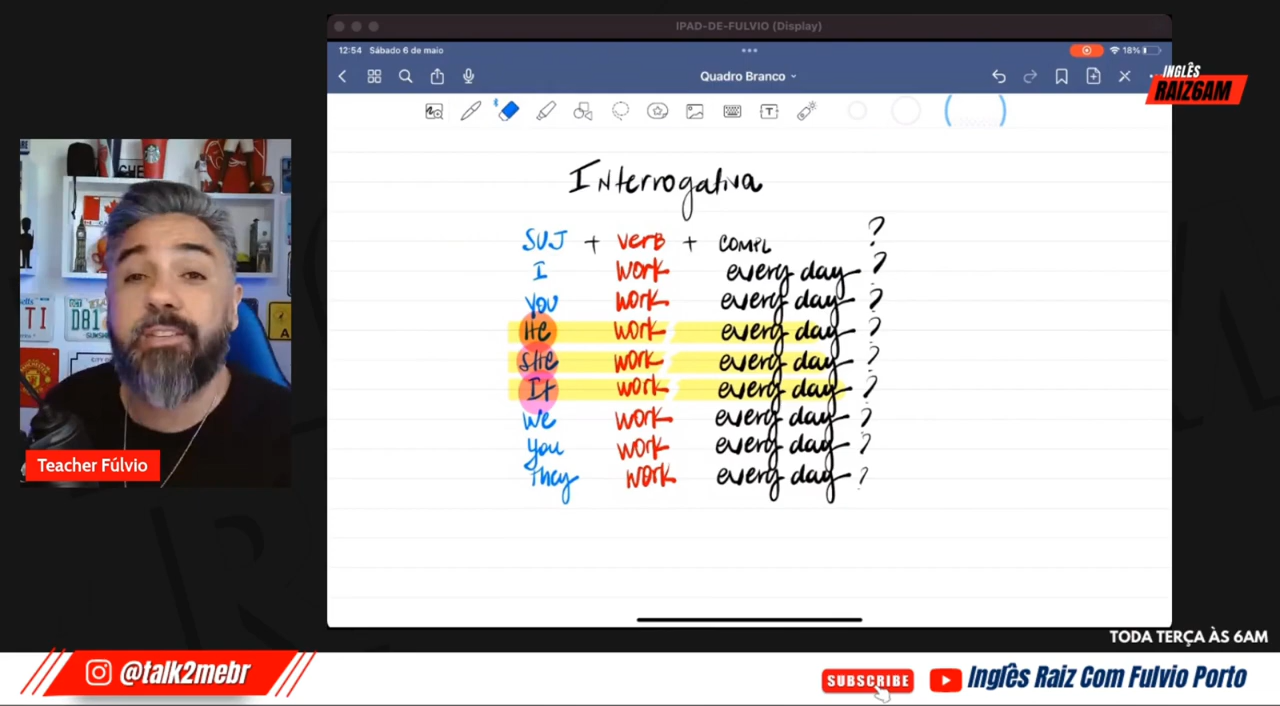 IPAD-DE-FULVIO (Display)
12:54 Sábado 6 de maio
18%
Quadro Branco
INGLÊS
RAIZ6AM
Interrogativa
SUJ + verb + COMPL ?
I work every day ?
you work every day ?
He work every day ?
SHe work every day ?
It work every day ?
we work every day ?
you work every day ?
they work every day ?
TI
DB1
Teacher Fúlvio
TODA TERÇA ÀS 6AM
@talk2mebr
SUBSCRIBE
Inglês Raiz Com Fulvio Porto